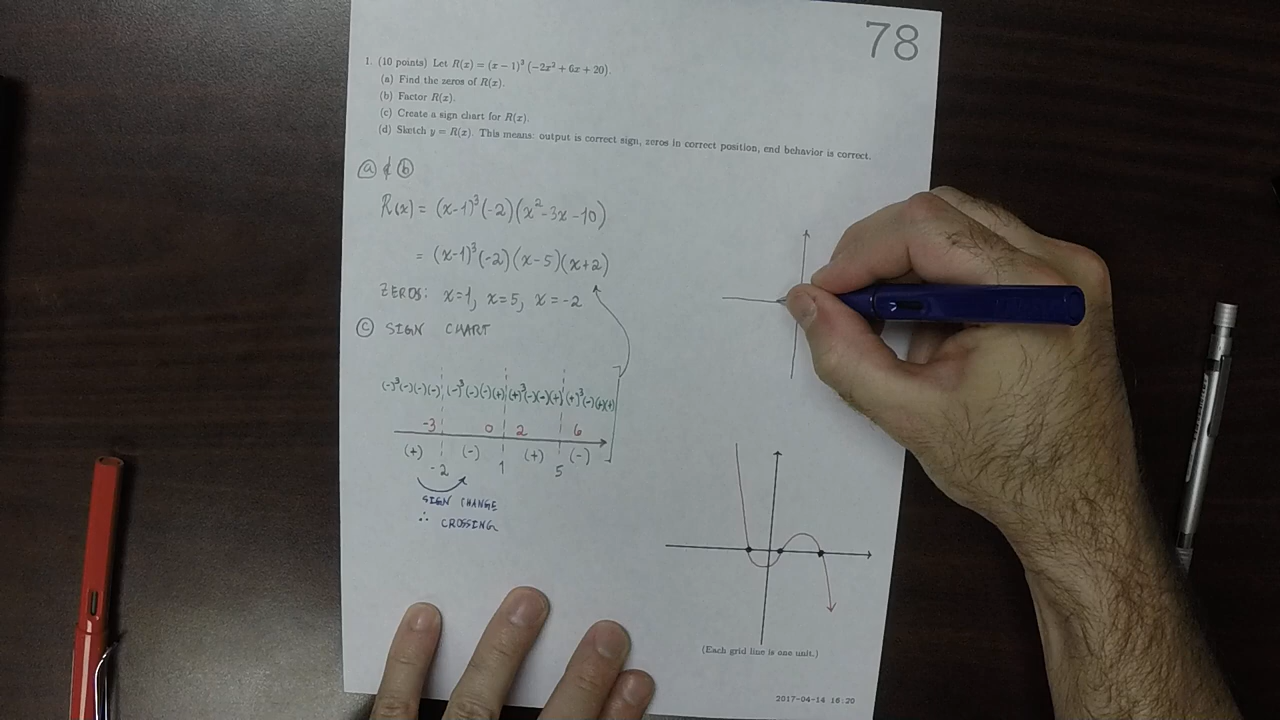 78
1. (10 points) Let R(x) = (x − 1)³ (−2x² + 6x + 20).
(a) Find the zeros of R(x).
(b) Factor R(x).
(c) Create a sign chart for R(x).
(d) Sketch y = R(x). This means: output is correct sign, zeros in correct position, end behavior is correct.
ⓐ & ⓑ
R(x) = (x-1)³(-2)(x²-3x-10)
= (x-1)³(-2)(x-5)(x+2)
ZEROS: x=1, x=5, x=-2
ⓒ SIGN CHART
(-)³(-)(-)(-) (-)³(-)(-)(+) (+)³(-)(-)(+) (+)³(-)(+)(+)
-3 0 2 6
(+) (-) (+) (-)
-2 1 5
SIGN CHANGE
∴ CROSSING
(Each grid line is one unit.)
2017-04-14 16:20